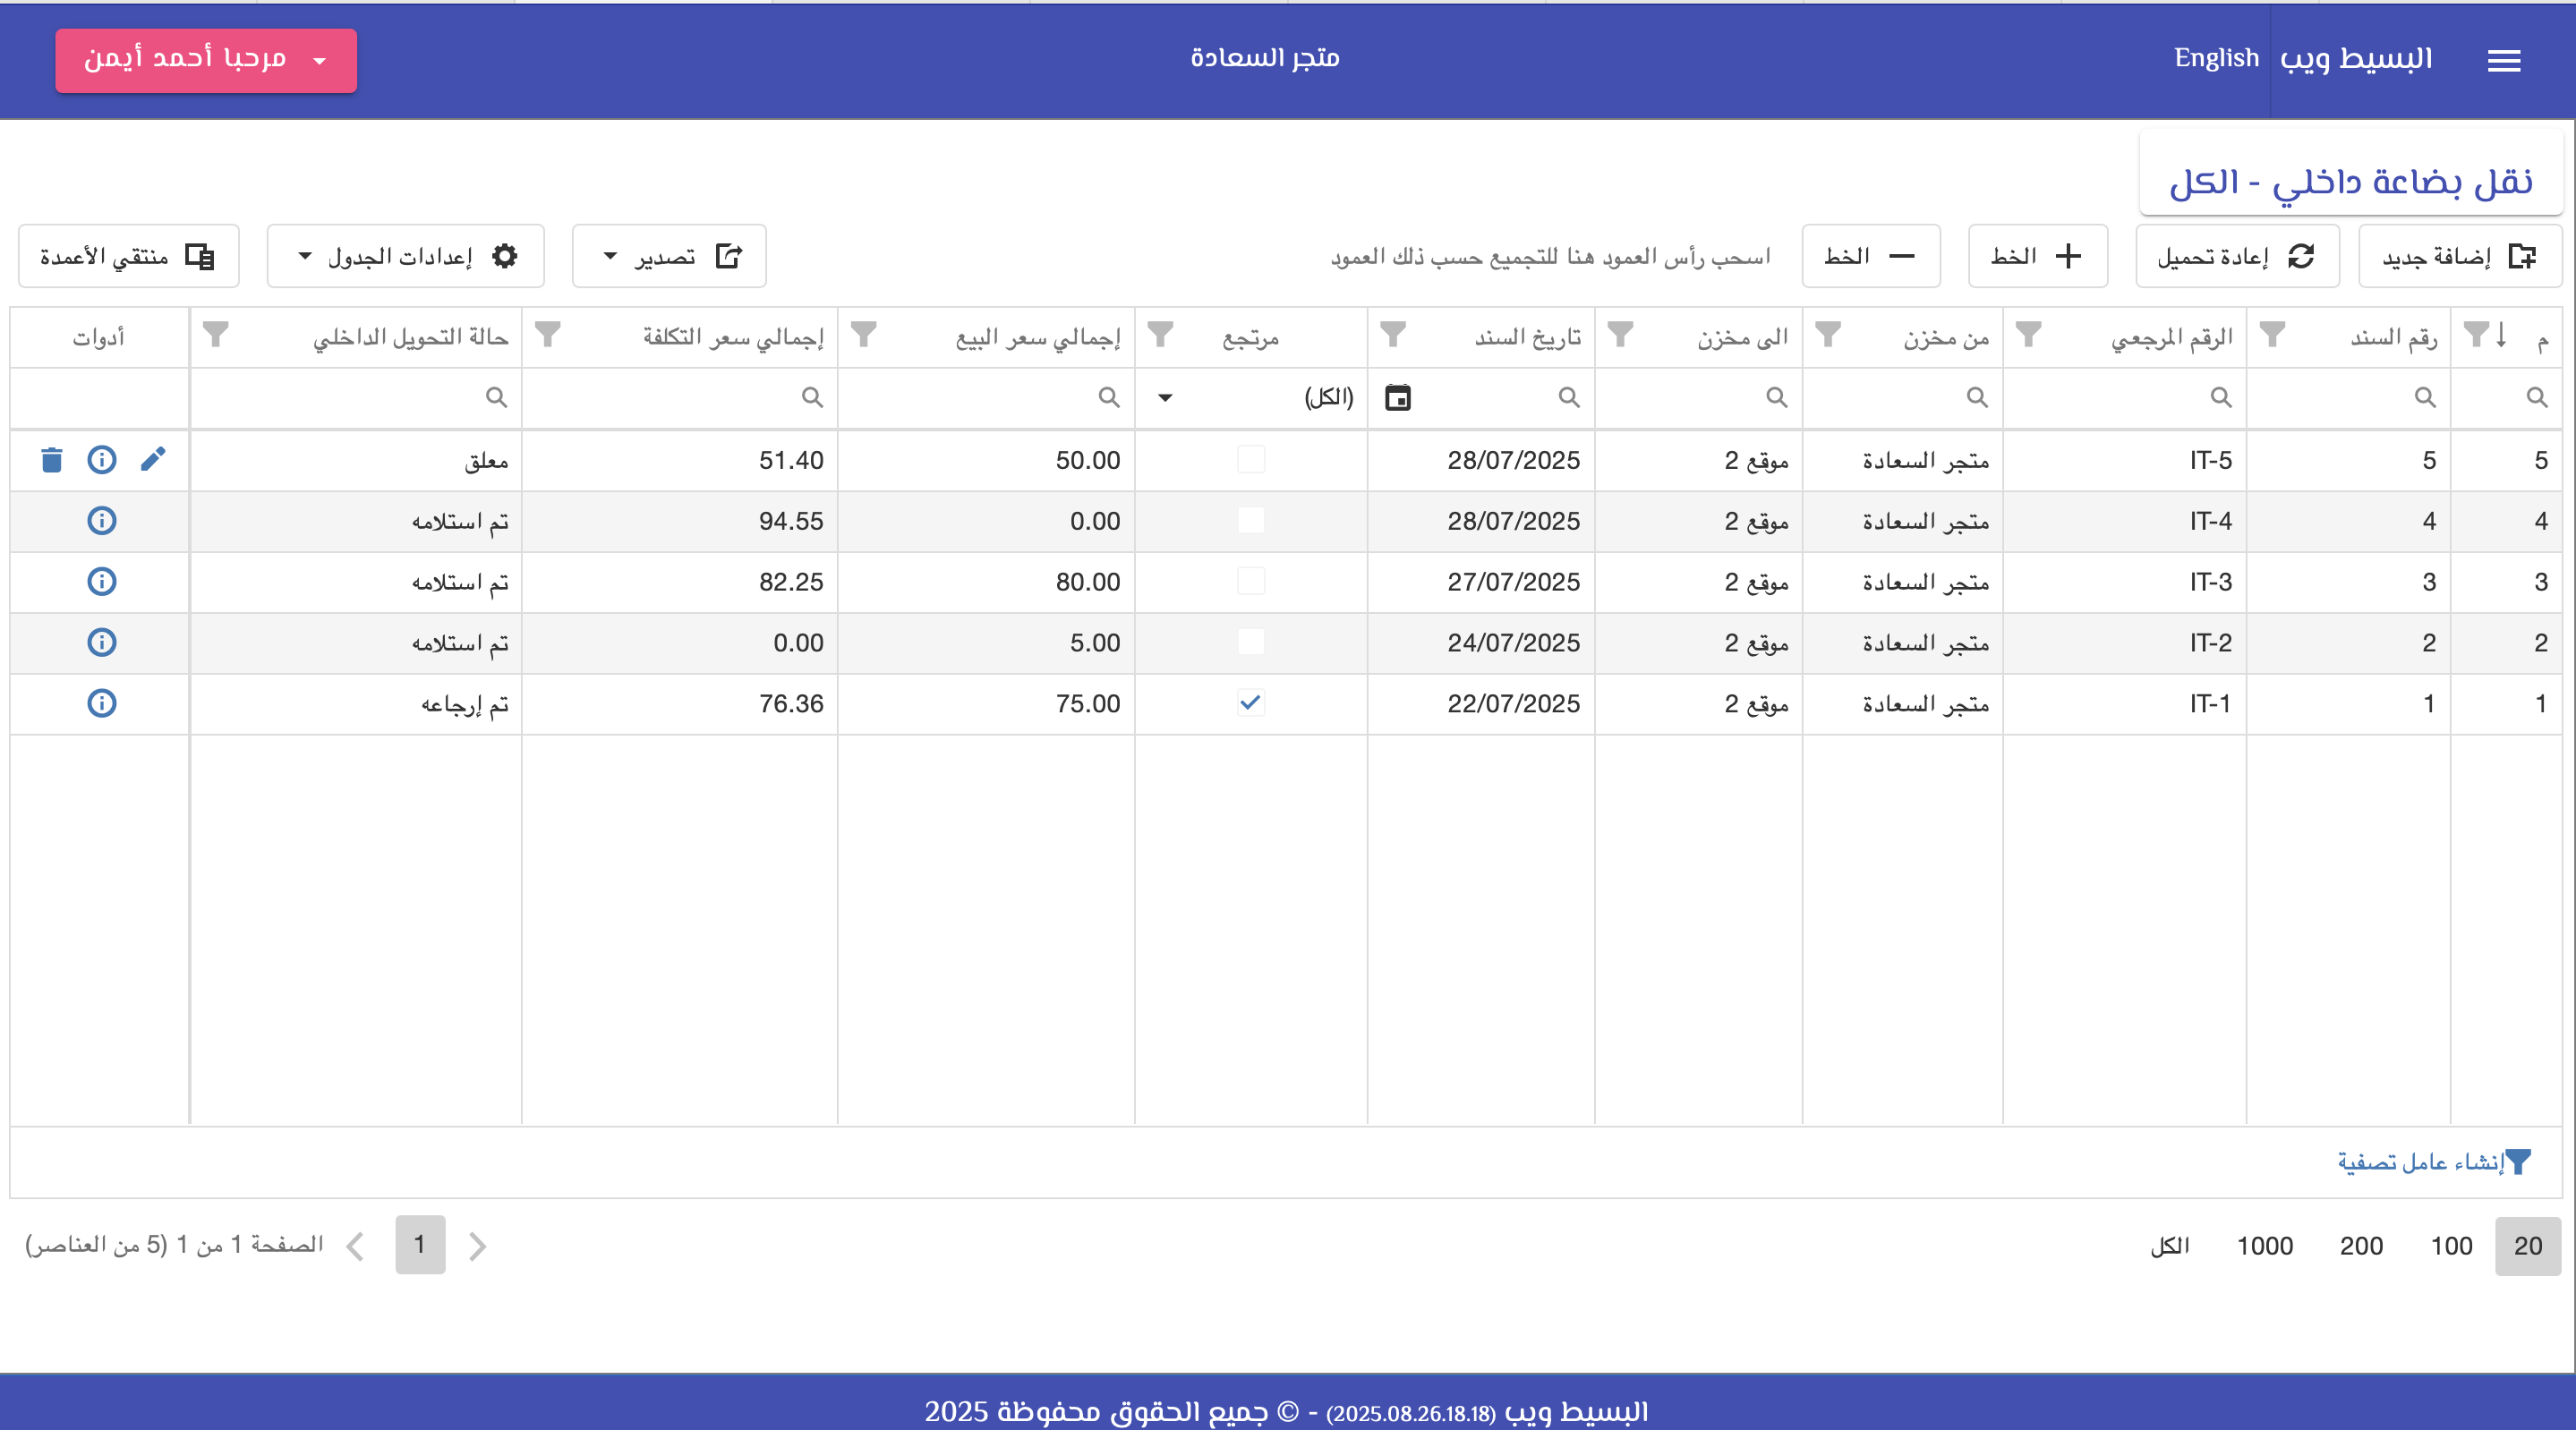 البسيط ويب English متجر السعادة مرحبا أحمد أيمن
نقل بضاعة داخلي - الكل
إضافة جديد إعادة تحميل الخط الخط اسحب رأس العمود هنا للتجميع حسب ذلك العمود تصدير إعدادات الجدول منتقي الأعمدة
م رقم السند الرقم المرجعي من مخزن الى مخزن تاريخ السند مرتجع إجمالي سعر البيع إجمالي سعر التكلفة حالة التحويل الداخلي أدوات
(الكل)
5 5 IT-5 متجر السعادة موقع 2 28/07/2025 50.00 51.40 معلق
4 4 IT-4 متجر السعادة موقع 2 28/07/2025 0.00 94.55 تم استلامه
3 3 IT-3 متجر السعادة موقع 2 27/07/2025 80.00 82.25 تم استلامه
2 2 IT-2 متجر السعادة موقع 2 24/07/2025 5.00 0.00 تم استلامه
1 1 IT-1 متجر السعادة موقع 2 22/07/2025 75.00 76.36 تم إرجاعه
إنشاء عامل تصفية
20 100 200 1000 الكل 1 الصفحة 1 من 1 (5 من العناصر)
البسيط ويب (2025.08.26.18.18) - © جميع الحقوق محفوظة 2025